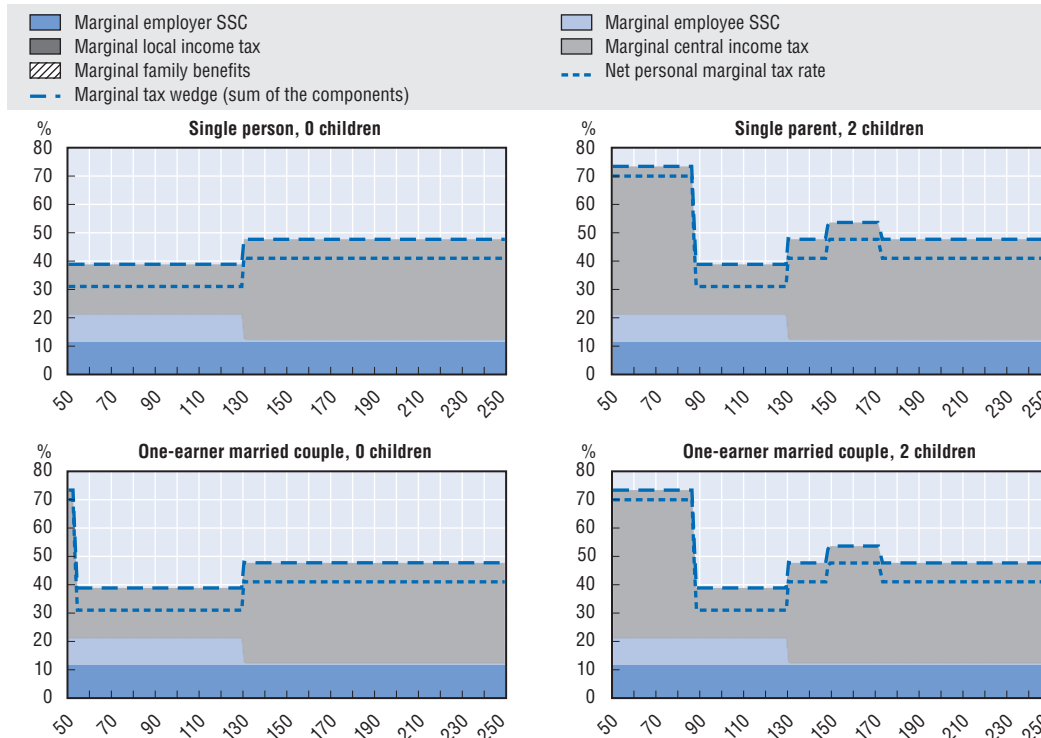 Marginal employer SSC
Marginal employee SSC
Marginal local income tax
Marginal central income tax
Marginal family benefits
Net personal marginal tax rate
Marginal tax wedge (sum of the components)
% Single person, 0 children
80
70
60
50
40
30
20
10
0
50 70 90 110 130 150 170 190 210 230 250
% Single parent, 2 children
80
70
60
50
40
30
20
10
0
50 70 90 110 130 150 170 190 210 230 250
% One-earner married couple, 0 children
80
70
60
50
40
30
20
10
0
50 70 90 110 130 150 170 190 210 230 250
% One-earner married couple, 2 children
80
70
60
50
40
30
20
10
0
50 70 90 110 130 150 170 190 210 230 250